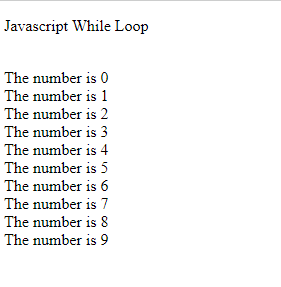 Javascript While Loop
The number is 0
The number is 1
The number is 2
The number is 3
The number is 4
The number is 5
The number is 6
The number is 7
The number is 8
The number is 9